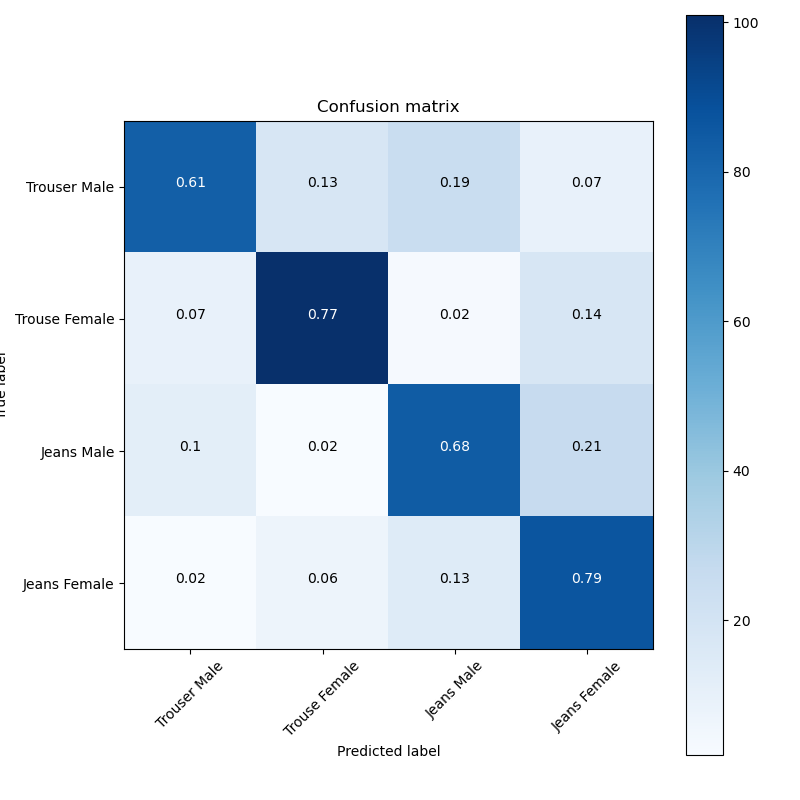 Confusion matrix
Trouser Male 0.61 0.13 0.19 0.07
Trouse Female 0.07 0.77 0.02 0.14
Jeans Male 0.1 0.02 0.68 0.21
Jeans Female 0.02 0.06 0.13 0.79
Trouser Male Trouse Female Jeans Male Jeans Female
Predicted label
True label
100
80
60
40
20